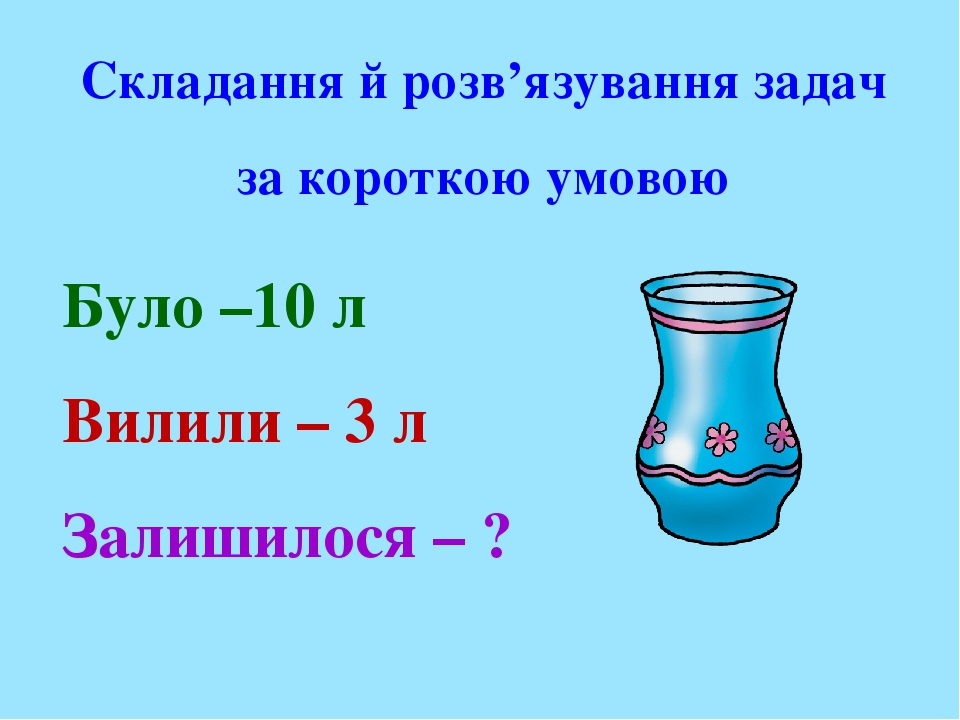 Складання й розв’язування задач
за короткою умовою
Було –10 л
Вилили – 3 л
Залишилося – ?